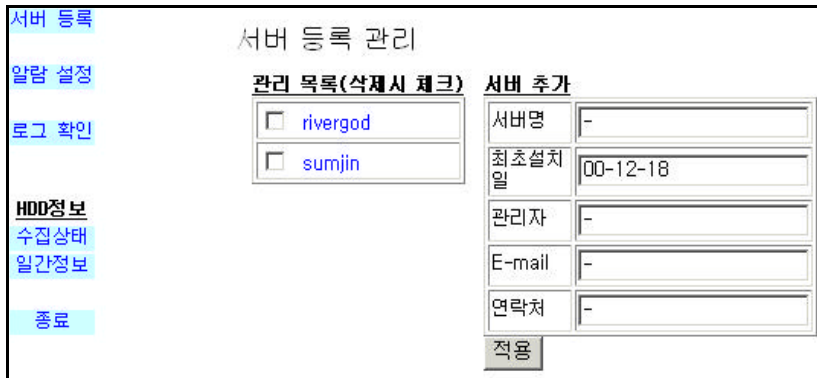 서버 등록
알람 설정
로그 확인
HDD정보
수집상태
일간정보
종료
서버 등록 관리
관리 목록(삭제시 체크)
rivergod
sumjin
서버 추가
서버명 -
최초설치
일 00-12-18
관리자 -
E-mail -
연락처 -
적용